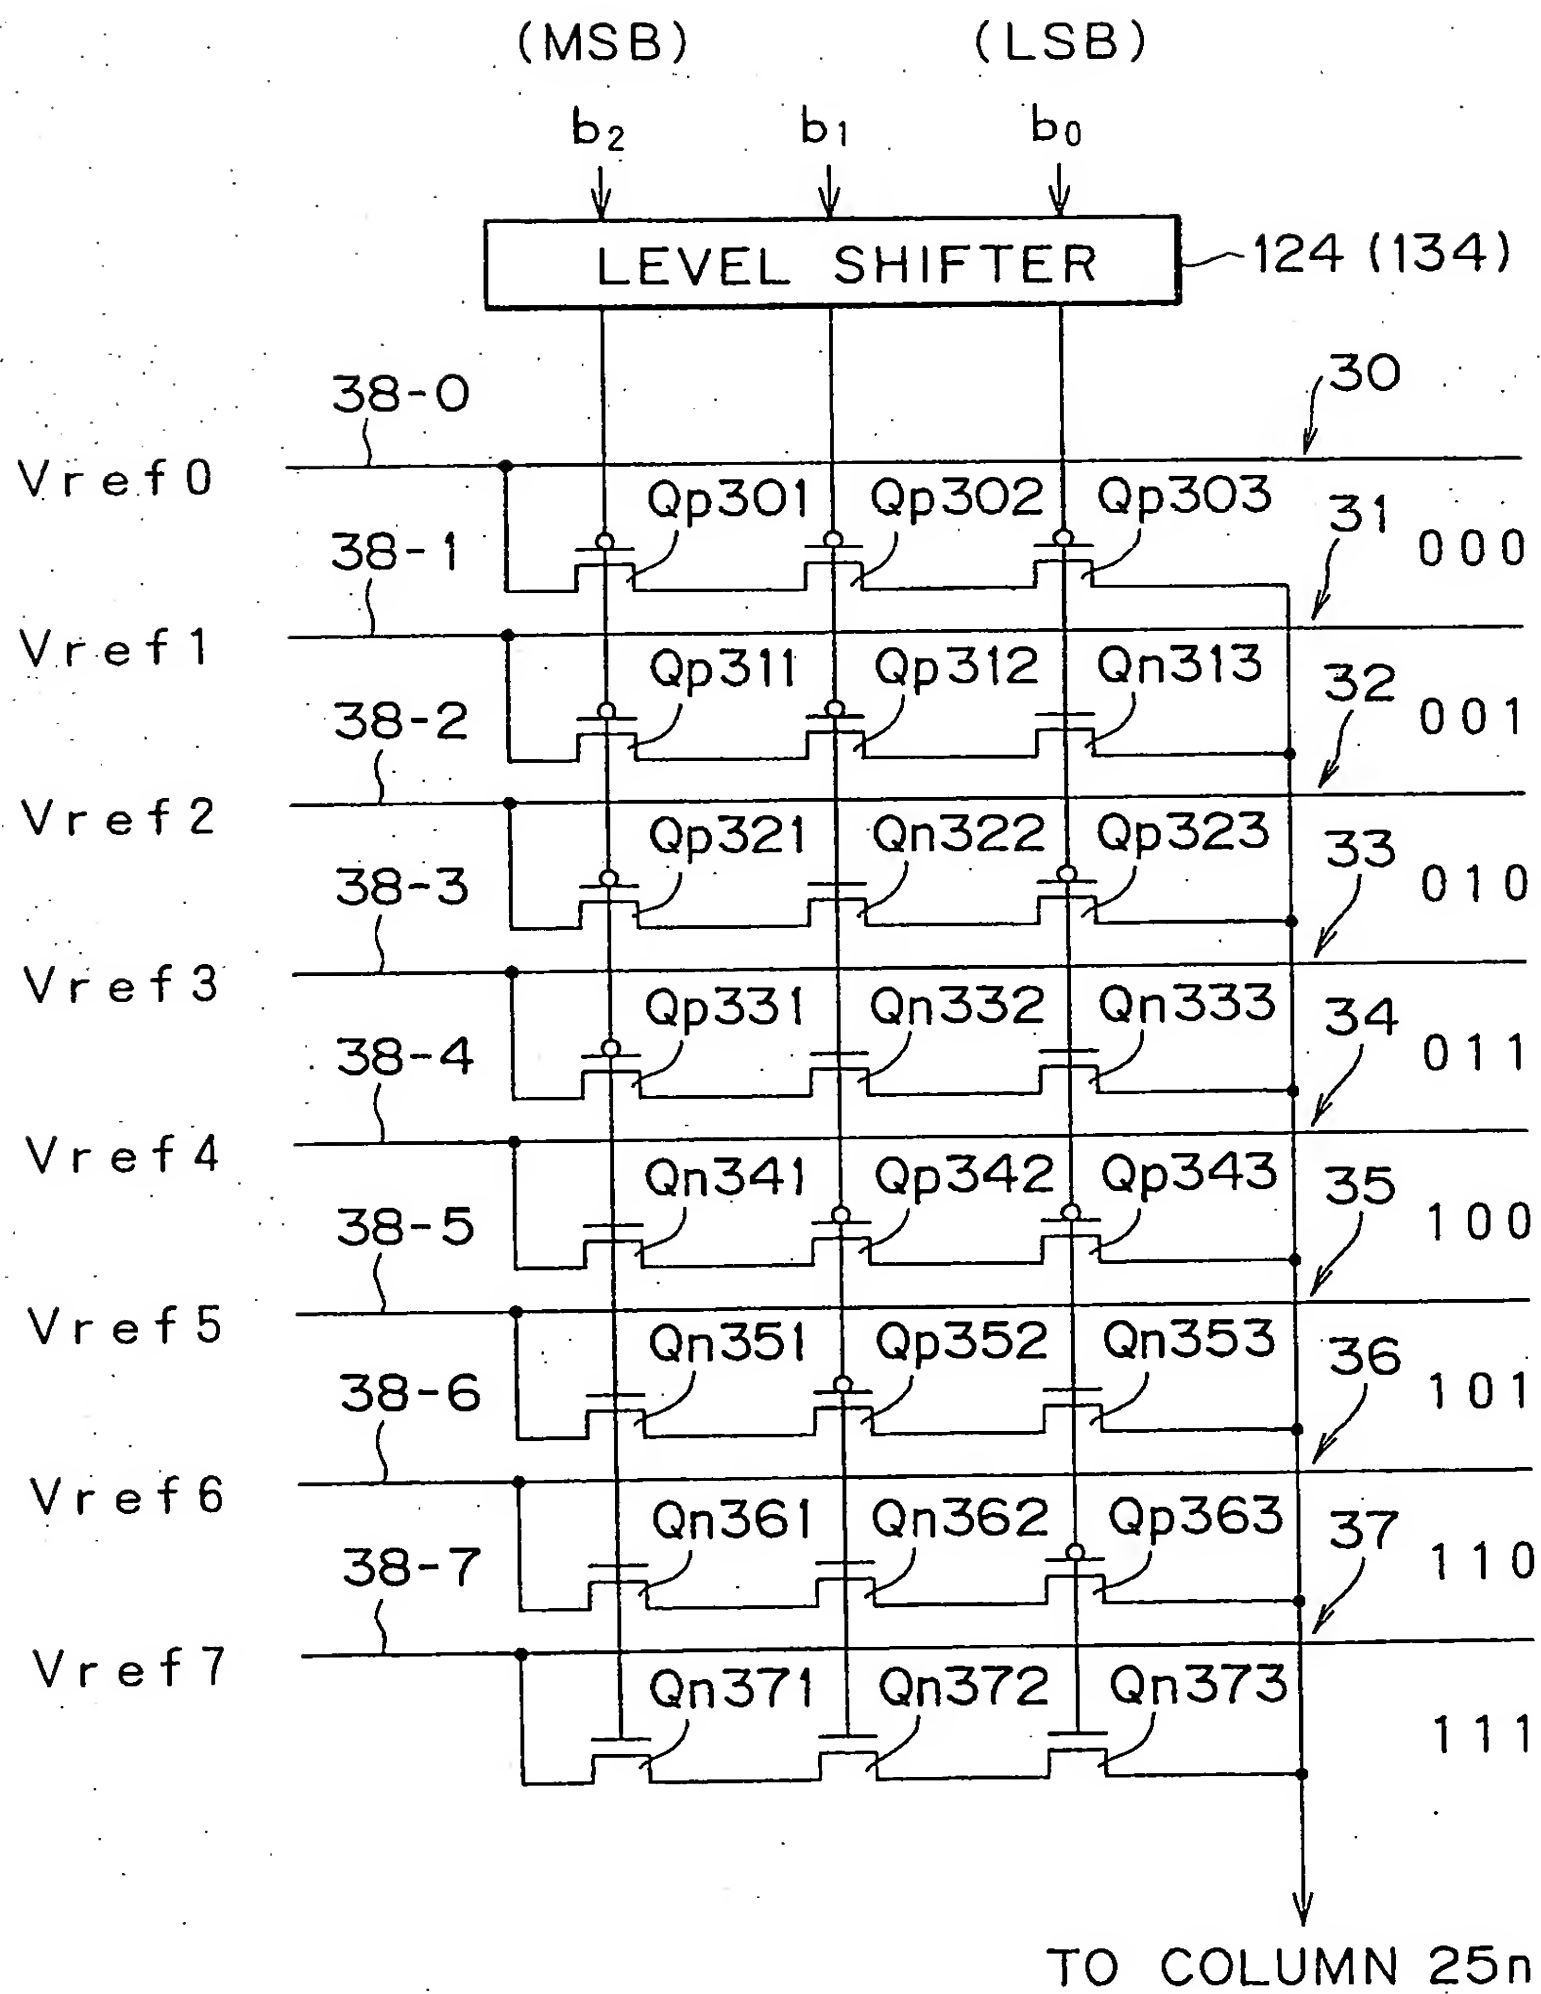 (MSB) (LSB)
b2 b1 b0
LEVEL SHIFTER
124 (134)
38-0 30
Vref0
Qp301 Qp302 Qp303
38-1 31 000
Vref1
Qp311 Qp312 Qn313
38-2 32 001
Vref2
Qp321 Qn322 Qp323
38-3 33 010
Vref3
Qp331 Qn332 Qn333
38-4 34 011
Vref4
Qn341 Qp342 Qp343
38-5 35 100
Vref5
Qn351 Qp352 Qn353
38-6 36 101
Vref6
Qn361 Qn362 Qp363
38-7 37 110
Vref7
Qn371 Qn372 Qn373
111
TO COLUMN 25n